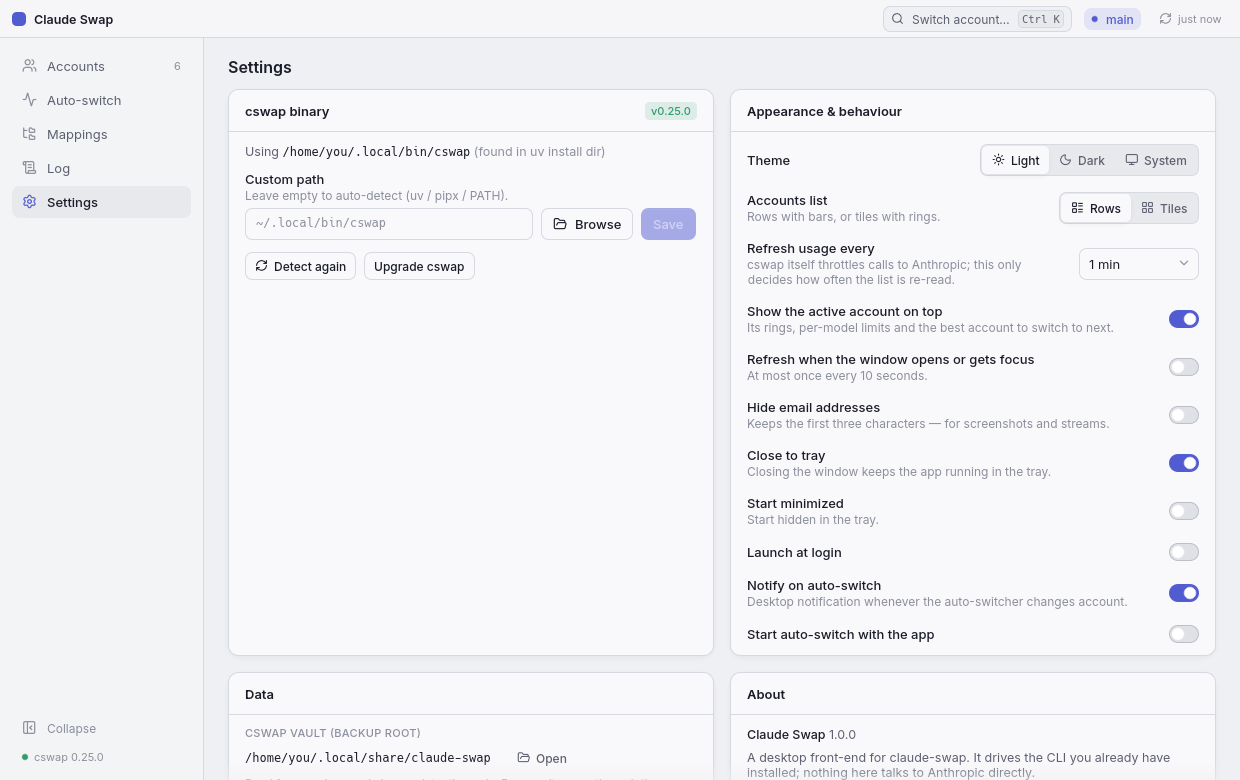 Claude Swap
Switch account... Ctrl K
main
just now
Accounts 6
Auto-switch
Mappings
Log
Settings
Collapse
cswap 0.25.0
Settings
cswap binary v0.25.0
Using /home/you/.local/bin/cswap (found in uv install dir)
Custom path
Leave empty to auto-detect (uv / pipx / PATH).
~/.local/bin/cswap Browse Save
Detect again Upgrade cswap
Appearance & behaviour
Theme Light Dark System
Accounts list
Rows with bars, or tiles with rings.
Rows Tiles
Refresh usage every
cswap itself throttles calls to Anthropic; this only
decides how often the list is re-read.
1 min
Show the active account on top
Its rings, per-model limits and the best account to switch to next.
Refresh when the window opens or gets focus
At most once every 10 seconds.
Hide email addresses
Keeps the first three characters — for screenshots and streams.
Close to tray
Closing the window keeps the app running in the tray.
Start minimized
Start hidden in the tray.
Launch at login
Notify on auto-switch
Desktop notification whenever the auto-switcher changes account.
Start auto-switch with the app
Data
CSWAP VAULT (BACKUP ROOT)
/home/you/.local/share/claude-swap Open
About
Claude Swap 1.0.0
A desktop front-end for claude-swap. It drives the CLI you already have
installed; nothing here talks to Anthropic directly.